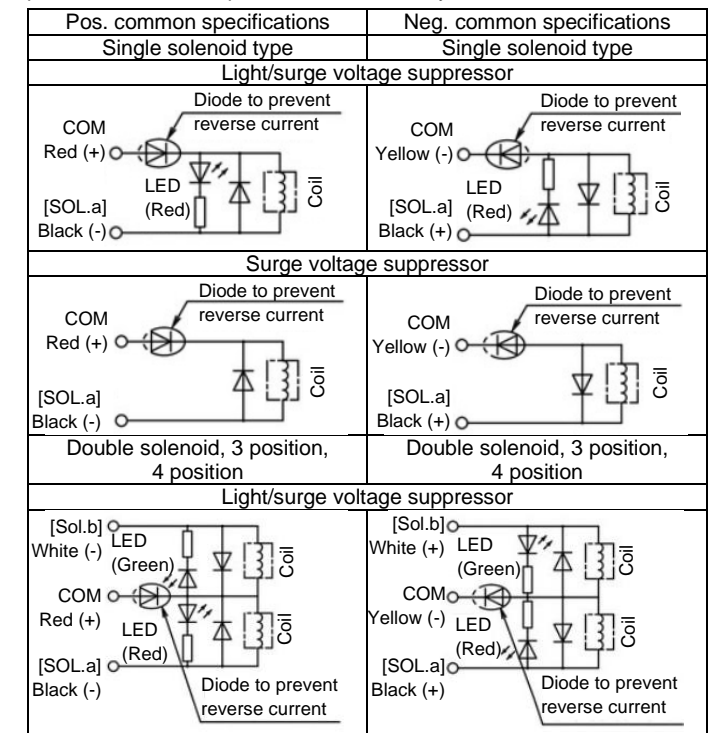 Pos. common specifications
Neg. common specifications
Single solenoid type
Single solenoid type
Light/surge voltage suppressor
Diode to prevent
reverse current
COM
Red (+)
LED
(Red)
Coil
[SOL.a]
Black (-)
Diode to prevent
reverse current
COM
Yellow (-)
LED
(Red)
Coil
[SOL.a]
Black (+)
Surge voltage suppressor
Diode to prevent
reverse current
COM
Red (+)
Coil
[SOL.a]
Black (-)
Diode to prevent
reverse current
COM
Yellow (-)
Coil
[SOL.a]
Black (+)
Double solenoid, 3 position,
4 position
Double solenoid, 3 position,
4 position
Light/surge voltage suppressor
[Sol.b]
White (-)
LED
(Green)
Coil
COM
Red (+)
LED
(Red)
Coil
[SOL.a]
Black (-)
Diode to prevent
reverse current
[Sol.b]
White (+)
LED
(Green)
Coil
COM
Yellow (-)
LED
(Red)
Coil
[SOL.a]
Black (+)
Diode to prevent
reverse current